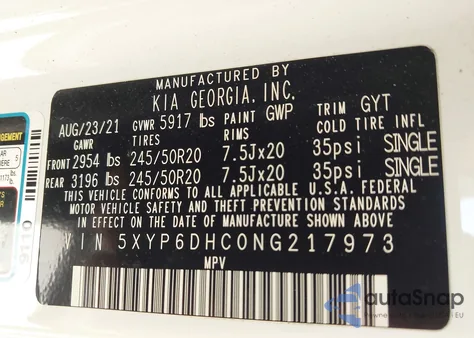 MANUFACTURED BY
KIA GEORGIA, INC.
AUG/23/21 GVWR 5917 lbs PAINT GWP TRIM GYT
GAWR TIRES RIMS COLD TIRE INFL
FRONT 2954 lbs 245/50R20 7.5Jx20 35psi SINGLE
REAR 3196 lbs 245/50R20 7.5Jx20 35psi SINGLE
THIS VEHICLE CONFORMS TO ALL APPLICABLE U.S.A. FEDERAL
MOTOR VEHICLE SAFETY AND THEFT PREVENTION STANDARDS
IN EFFECT ON THE DATE OF MANUFACTURE SHOWN ABOVE.
VIN 5XYP6DHC0NG217973
MPV
9110
autoSnap